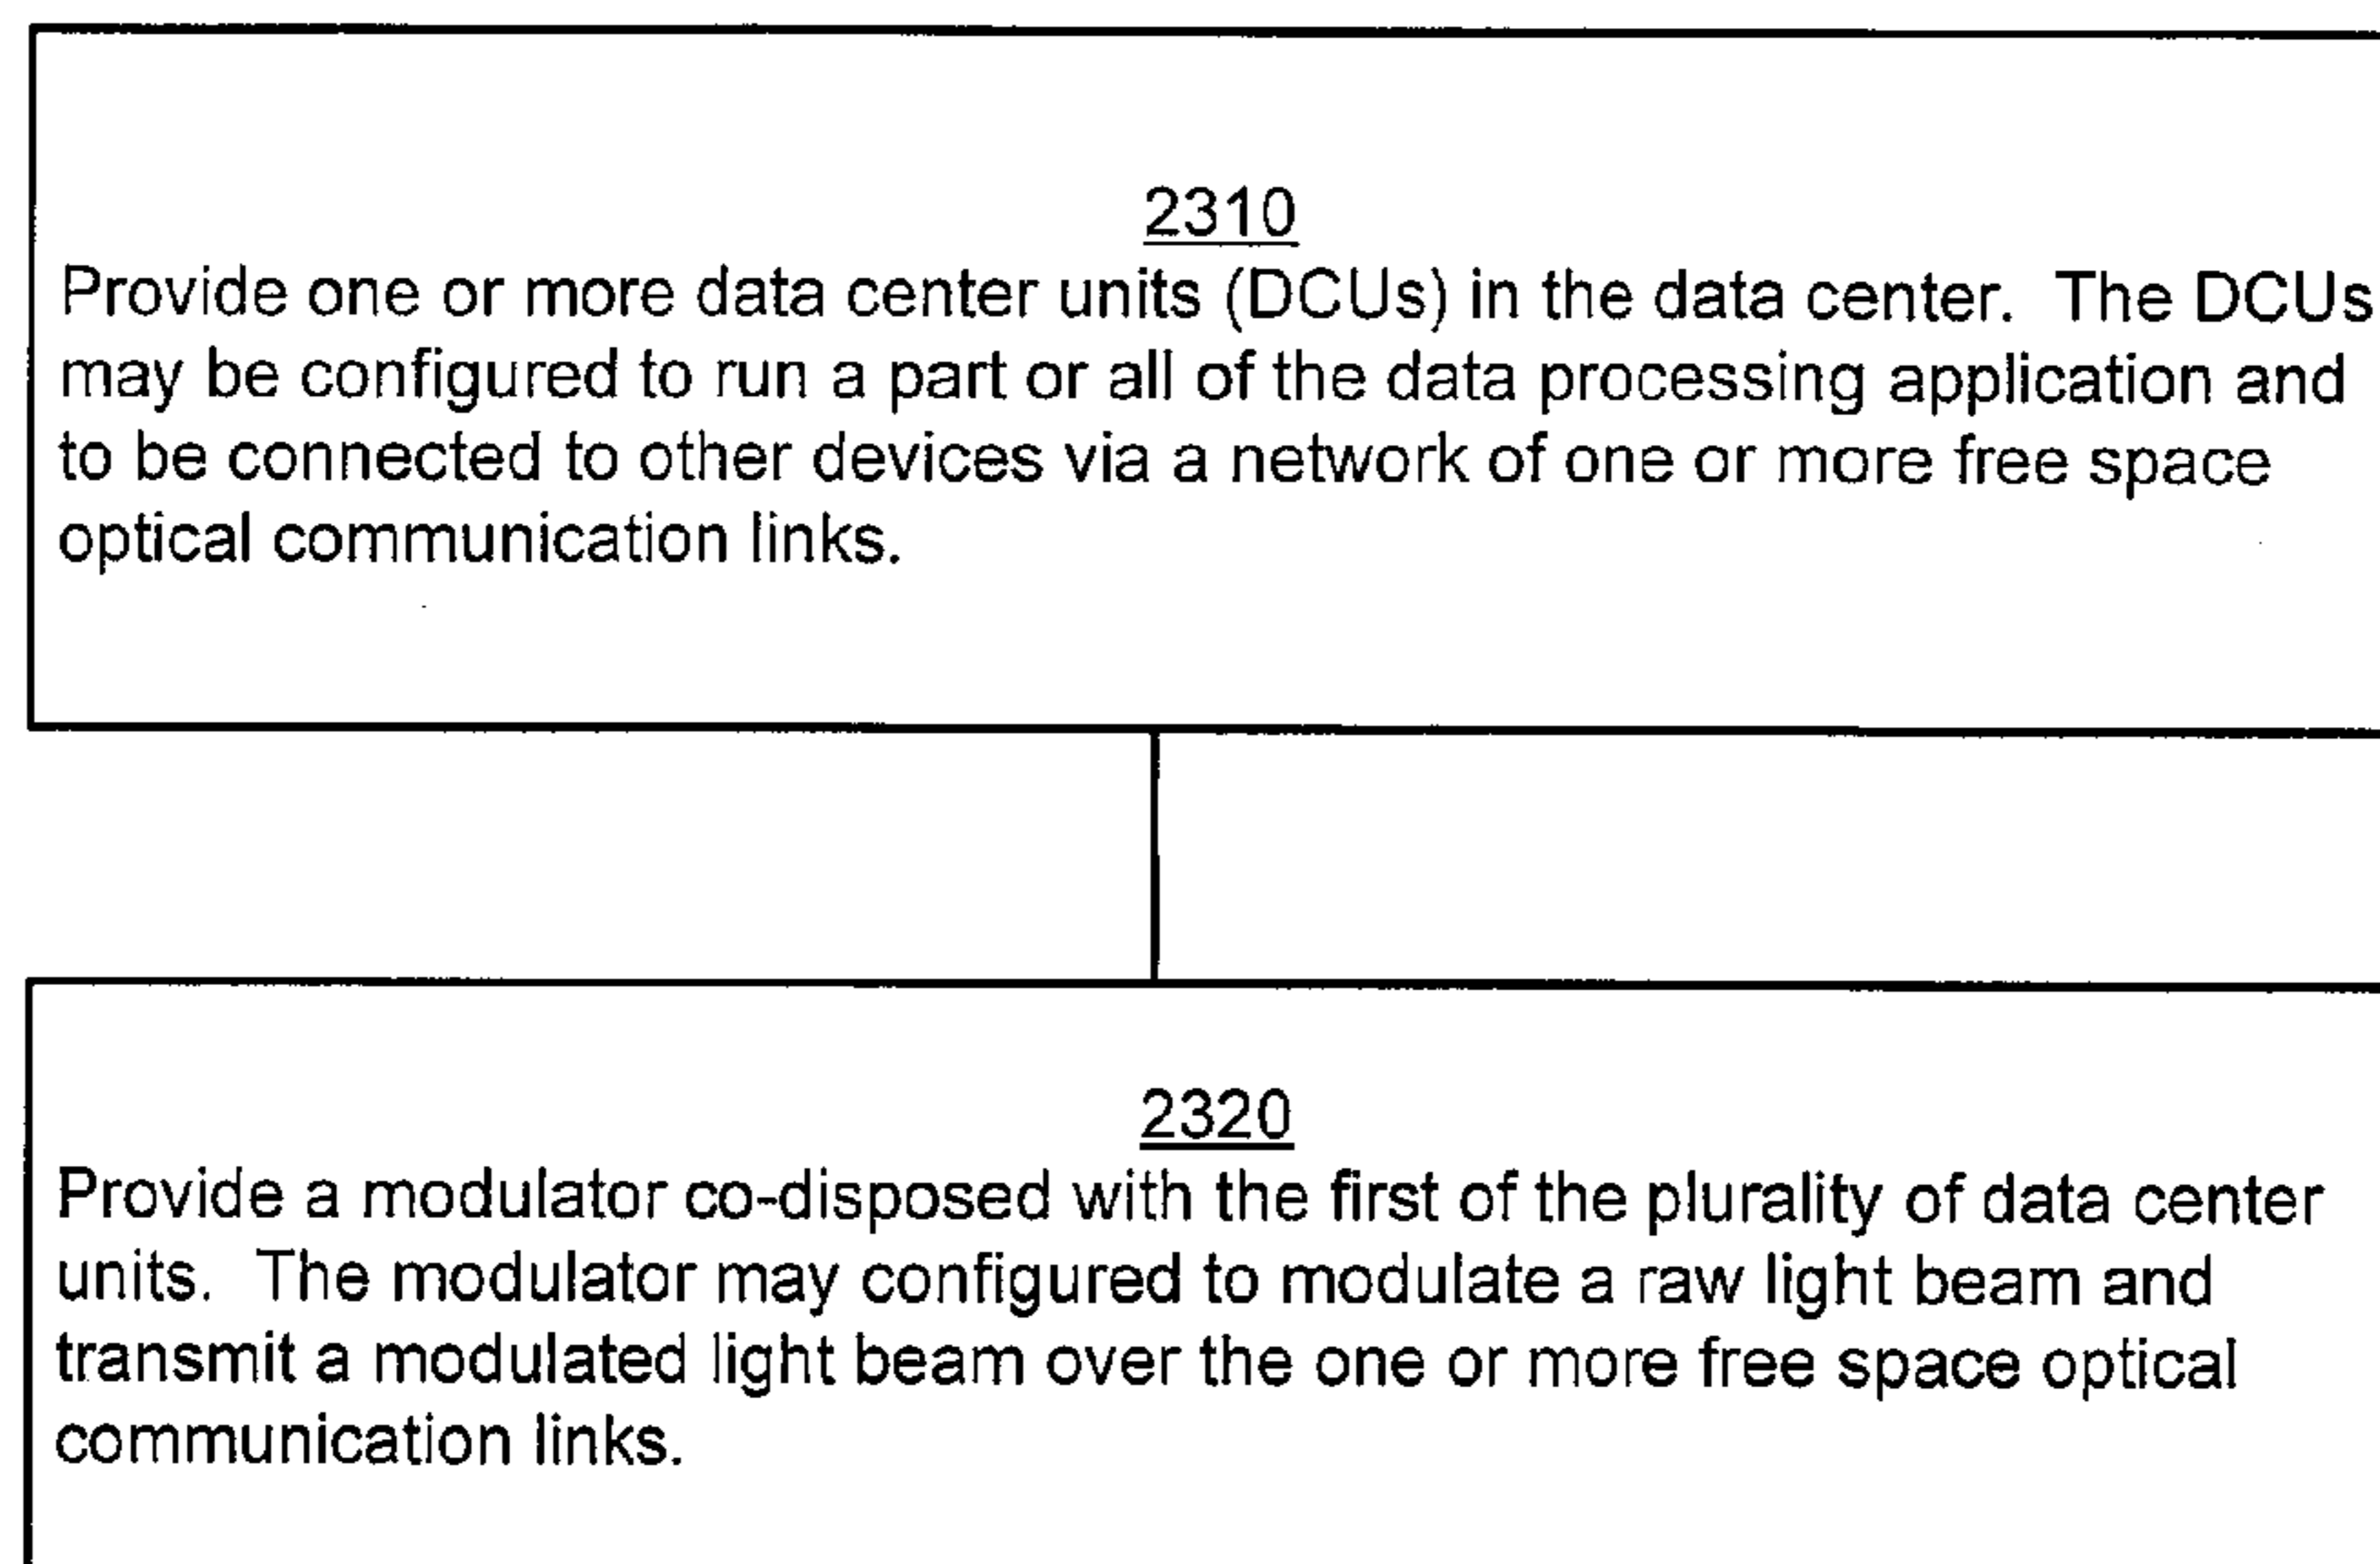 2310
Provide one or more data center units (DCUs) in the data center. The DCUs
may be configured to run a part or all of the data processing application and
to be connected to other devices via a network of one or more free space
optical communication links.
2320
Provide a modulator co-disposed with the first of the plurality of data center
units. The modulator may configured to modulate a raw light beam and
transmit a modulated light beam over the one or more free space optical
communication links.